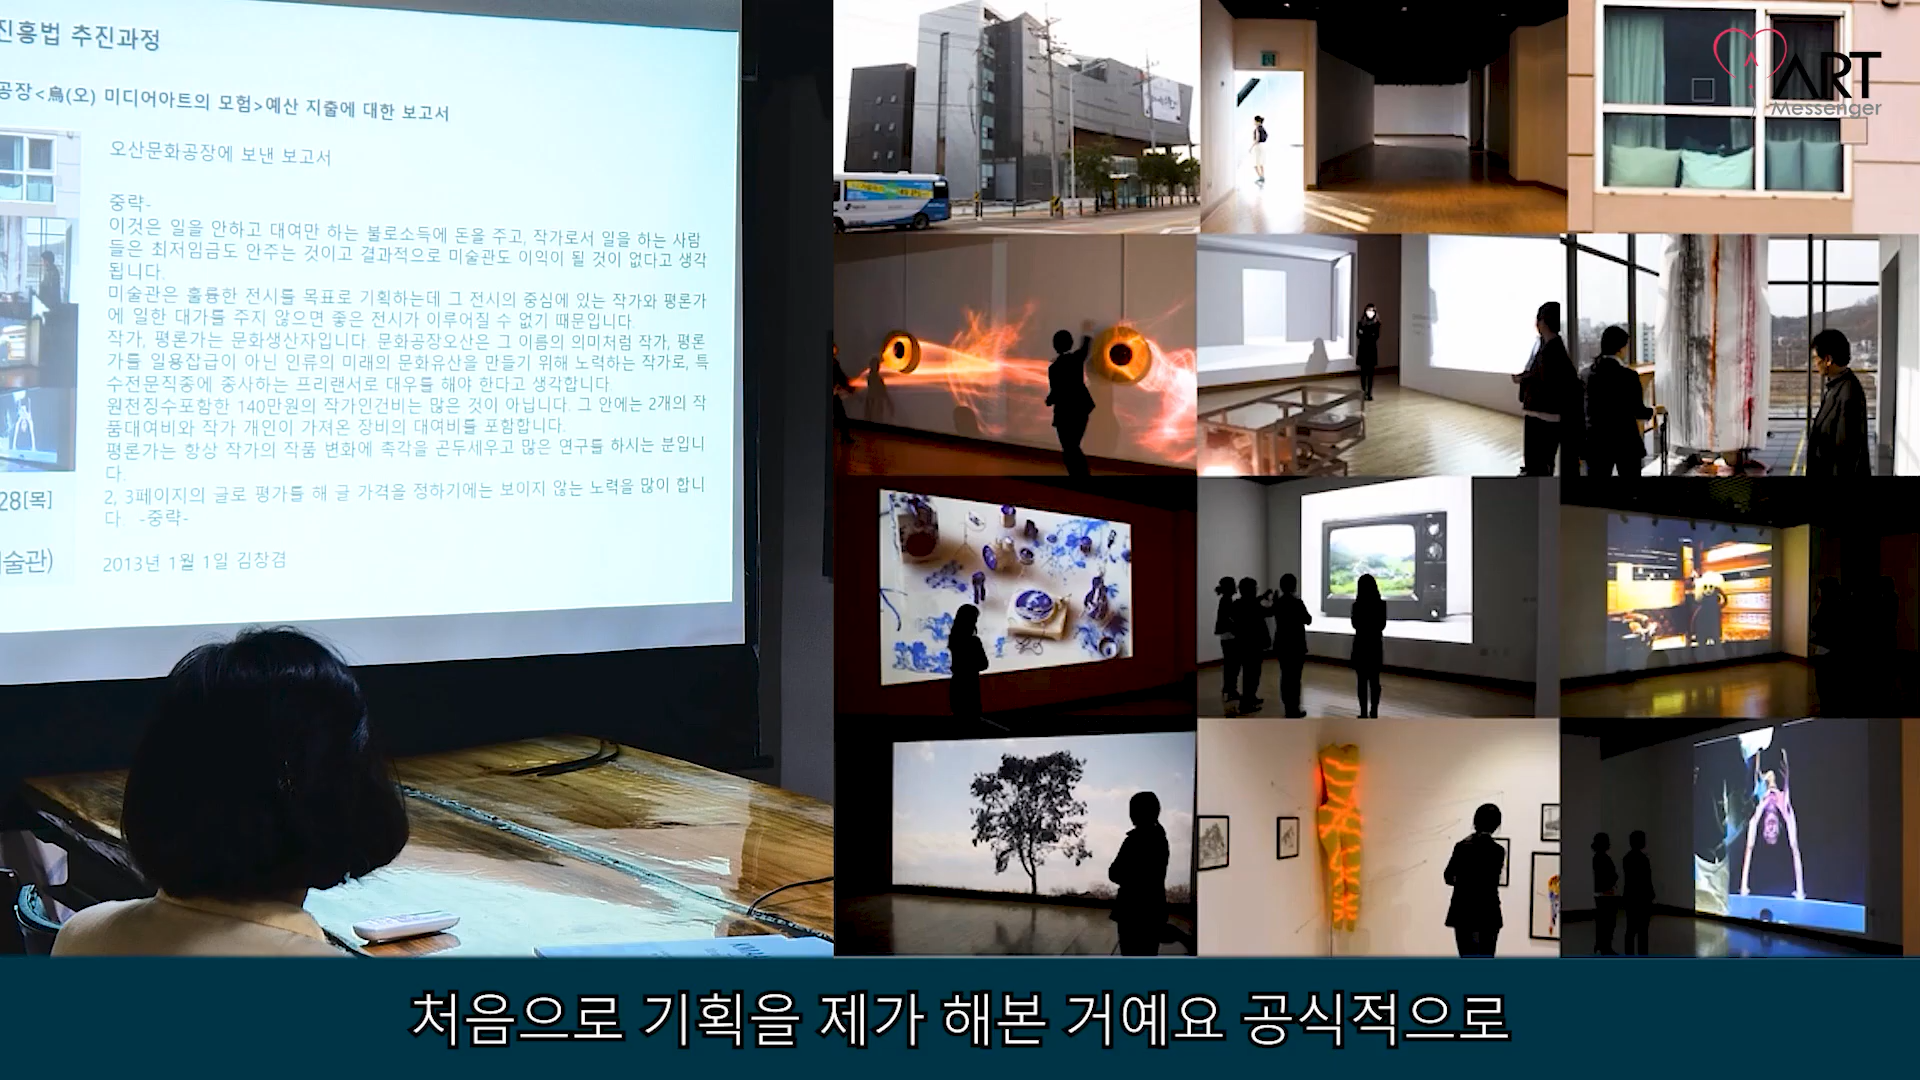 진흥법 추진과정
공장<鳥(오) 미디어아트의 모험>예산 지출에 대한 보고서
오산문화공장에 보낸 보고서
중략-
이것은 일을 안하고 대여만 하는 불로소득에 돈을 주고, 작가로서 일을 하는 사람
들은 최저임금도 안주는 것이고 결과적으로 미술관도 이익이 될 것이 없다고 생각
됩니다.
미술관은 훌륭한 전시를 목표로 기획하는데 그 전시의 중심에 있는 작가와 평론가
에 일한 대가를 주지 않으면 좋은 전시가 이루어질 수 없기 때문입니다.
작가, 평론가는 문화생산자입니다. 문화공장오산은 그 이름의 의미처럼 작가, 평론
가를 일용잡급이 아닌 인류의 미래의 문화유산을 만들기 위해 노력하는 작가로, 특
수전문직종에 종사하는 프리랜서로 대우를 해야 한다고 생각합니다.
원천징수포함한 140만원의 작가인건비는 많은 것이 아닙니다. 그 안에는 2개의 작
품대여비와 작가 개인이 가져온 장비의 대여비를 포함합니다.
평론가는 항상 작가의 작품 변화에 촉각을 곤두세우고 많은 연구를 하시는 분입니
다.
2, 3페이지의 글로 평가를 해 글 가격을 정하기에는 보이지 않는 노력을 많이 합니
다. -중략-
2013년 1월 1일 김창겸
28[목]
술관)
ART
Messenger
처음으로 기획을 제가 해본 거예요 공식적으로